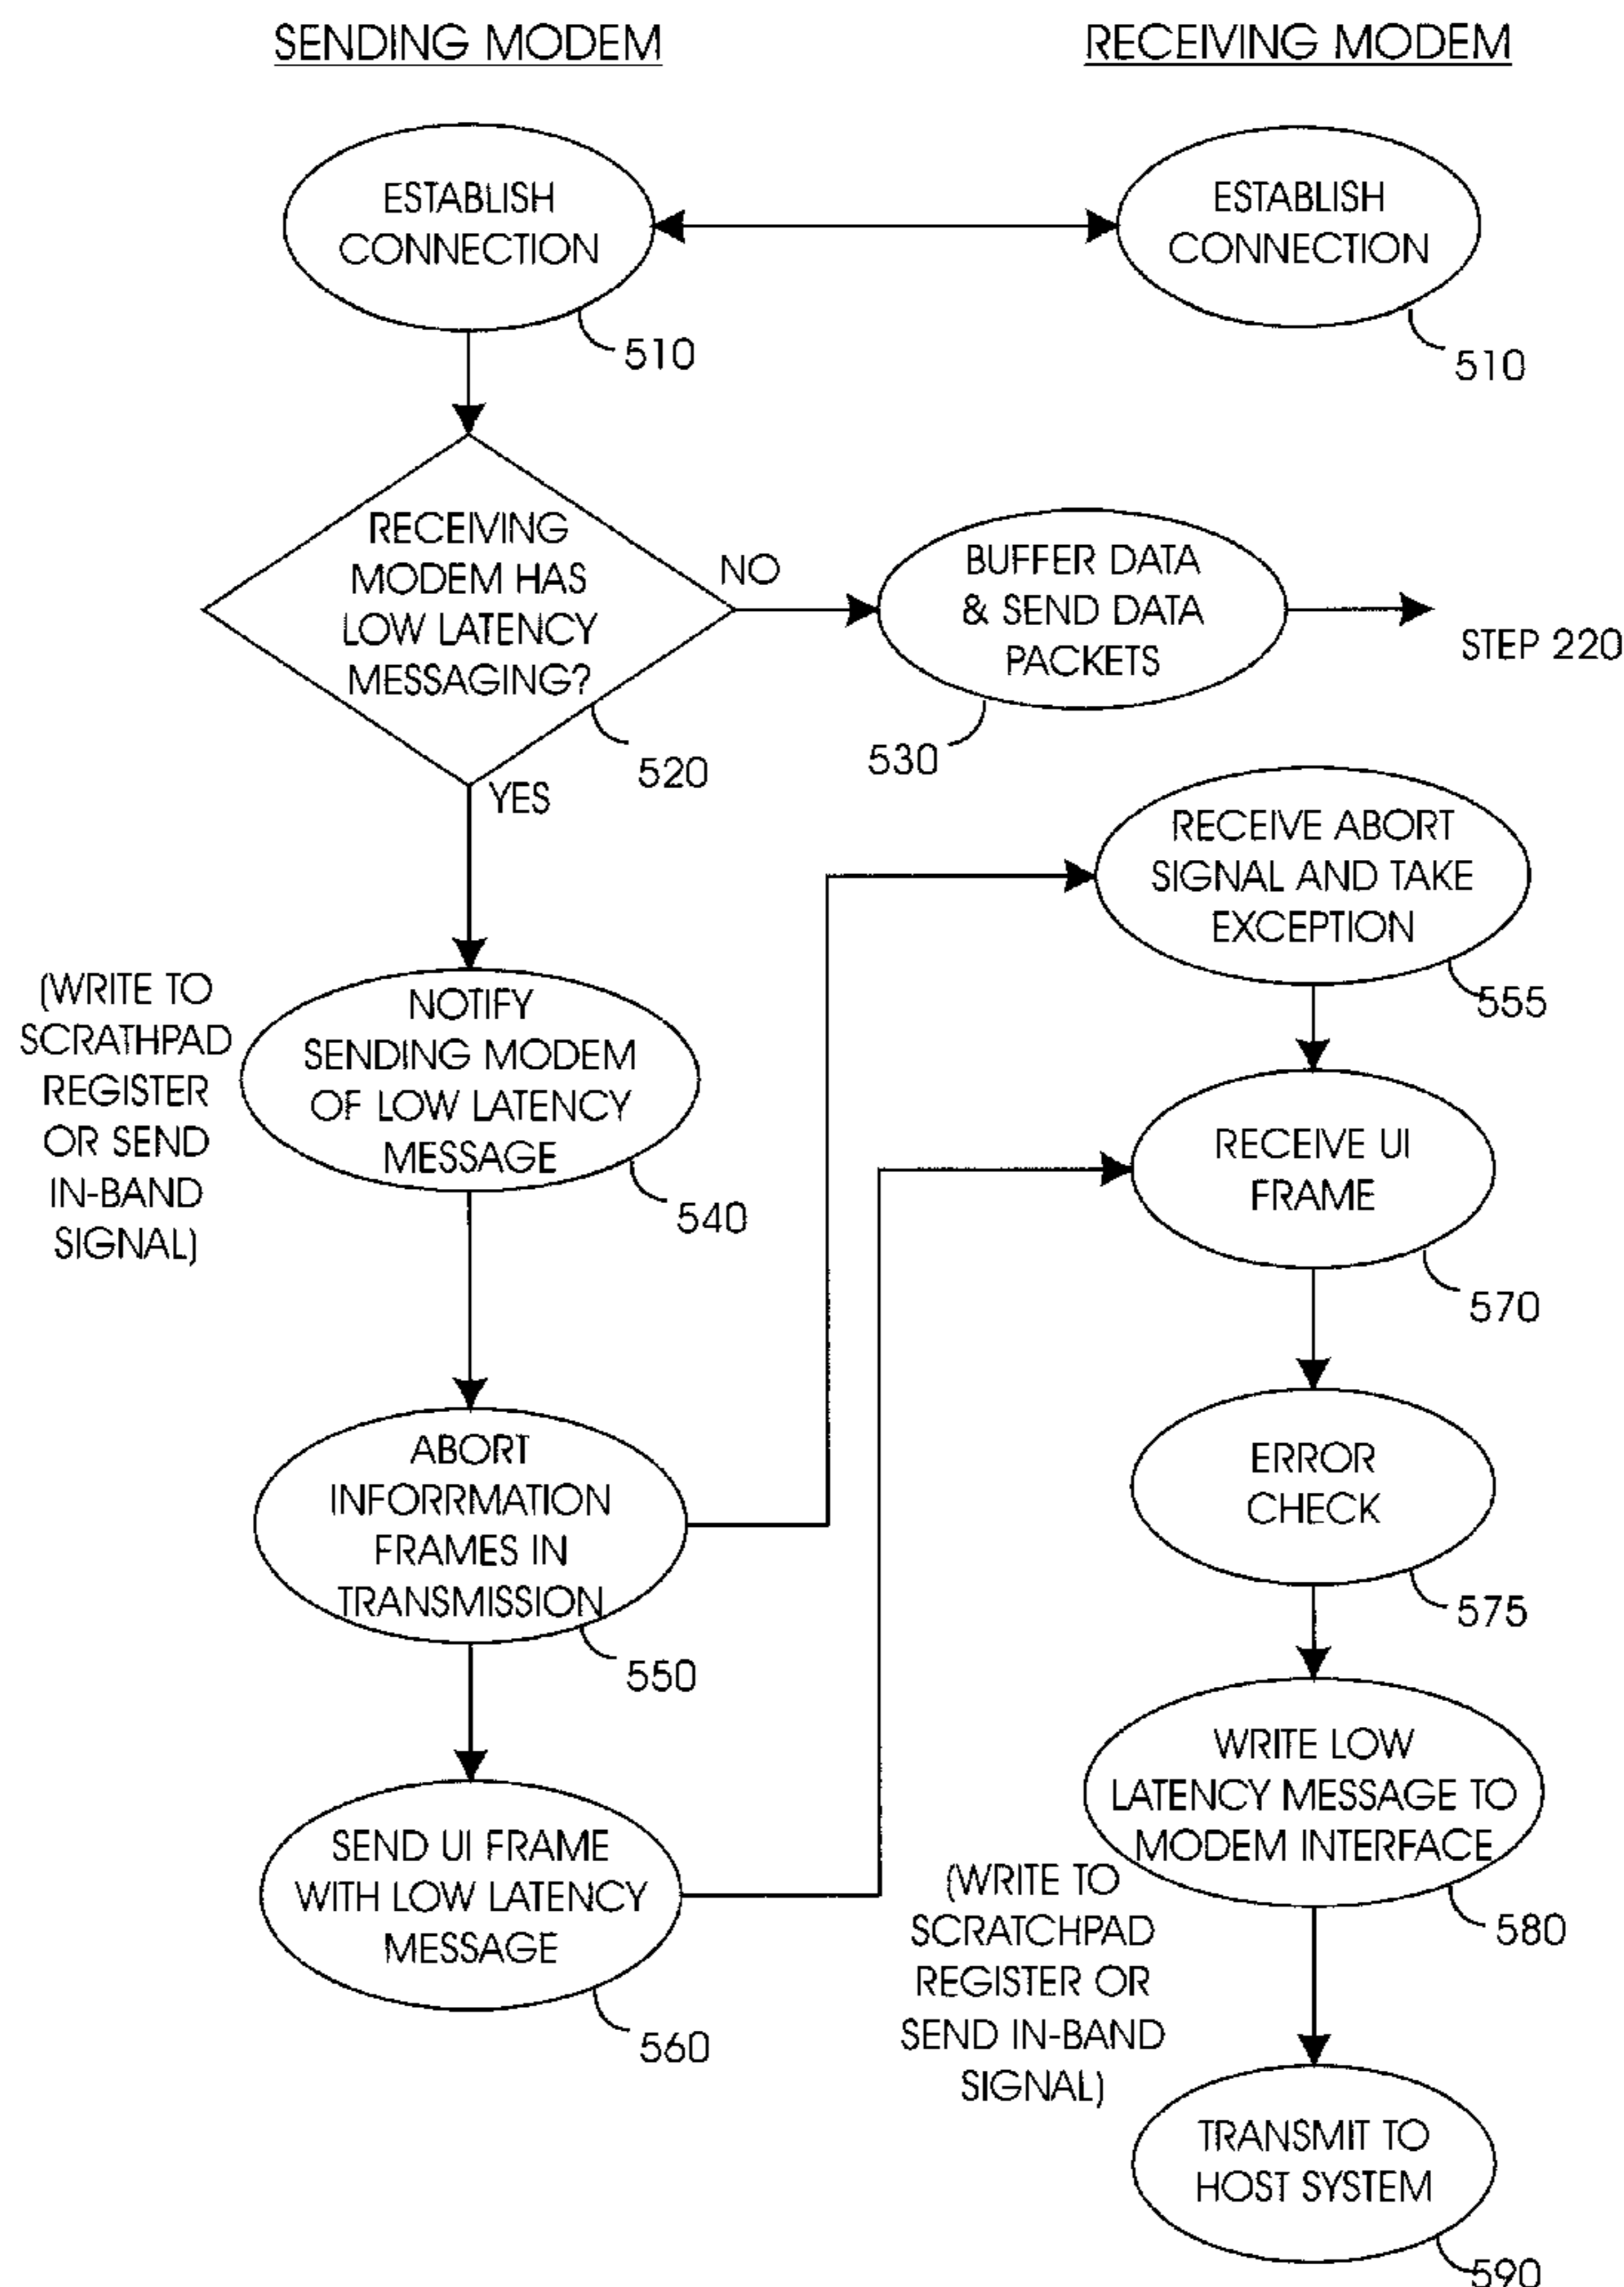 SENDING MODEM
RECEIVING MODEM
ESTABLISH
CONNECTION
510
ESTABLISH
CONNECTION
510
RECEIVING
MODEM HAS
LOW LATENCY
MESSAGING?
520
NO
BUFFER DATA
& SEND DATA
PACKETS
530
STEP 220
YES
(WRITE TO
SCRATHPAD
REGISTER
OR SEND
IN-BAND
SIGNAL)
NOTIFY
SENDING MODEM
OF LOW LATENCY
MESSAGE
540
RECEIVE ABORT
SIGNAL AND TAKE
EXCEPTION
555
RECEIVE UI
FRAME
570
ABORT
INFORRMATION
FRAMES IN
TRANSMISSION
550
ERROR
CHECK
575
SEND UI FRAME
WITH LOW LATENCY
MESSAGE
560
WRITE LOW
LATENCY MESSAGE TO
MODEM INTERFACE
580
(WRITE TO
SCRATCHPAD
REGISTER OR
SEND IN-BAND
SIGNAL)
TRANSMIT TO
HOST SYSTEM
590